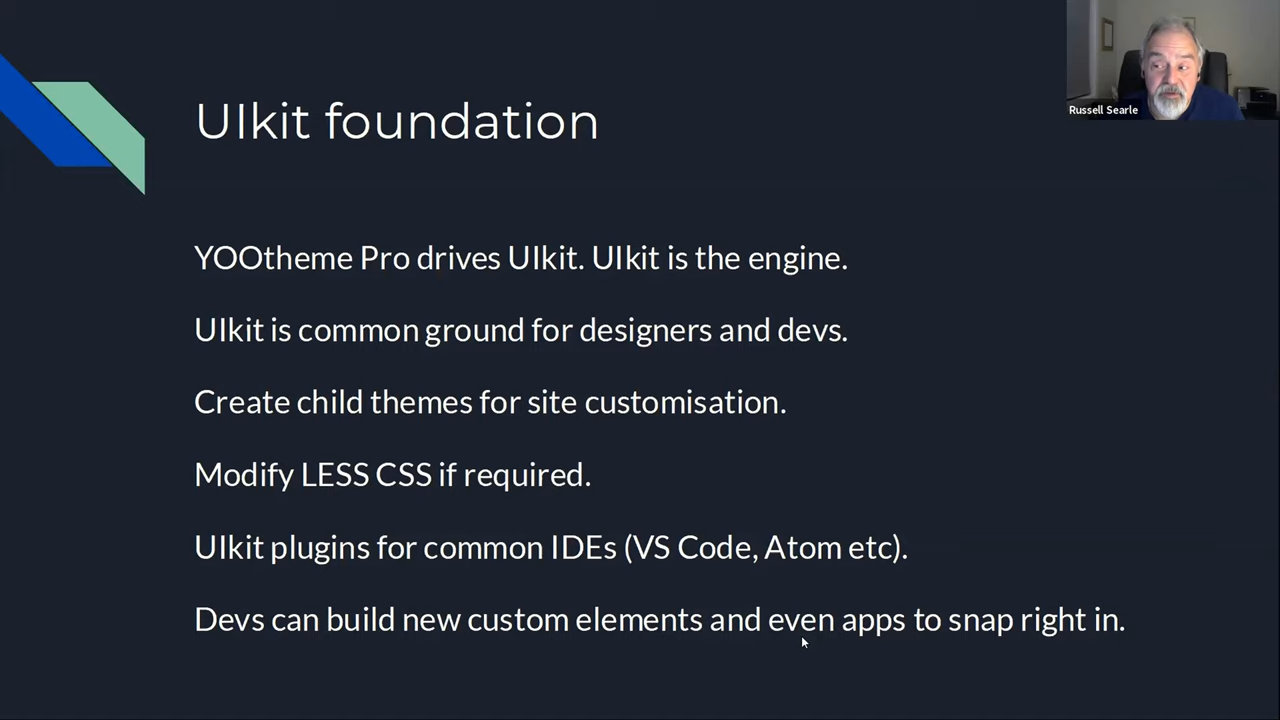 UIkit foundation
Russell Searle
YOOtheme Pro drives UIkit. UIkit is the engine.
UIkit is common ground for designers and devs.
Create child themes for site customisation.
Modify LESS CSS if required.
UIkit plugins for common IDEs (VS Code, Atom etc).
Devs can build new custom elements and even apps to snap right in.